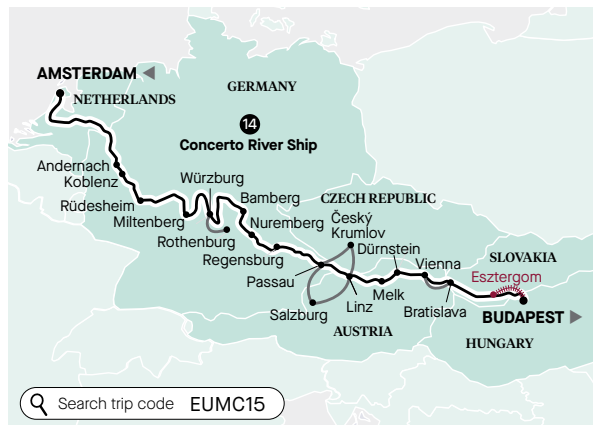 AMSTERDAM
NETHERLANDS
GERMANY
14
Concerto River Ship
Andernach
Koblenz
Rüdesheim
Miltenberg
Würzburg
Rothenburg
Bamberg
Nuremberg
Regensburg
CZECH REPUBLIC
Český
Krumlov
Passau
Salzburg
Linz
Melk
Dürnstein
Vienna
AUSTRIA
Bratislava
SLOVAKIA
Esztergom
BUDAPEST
HUNGARY
Search trip code EUMC15